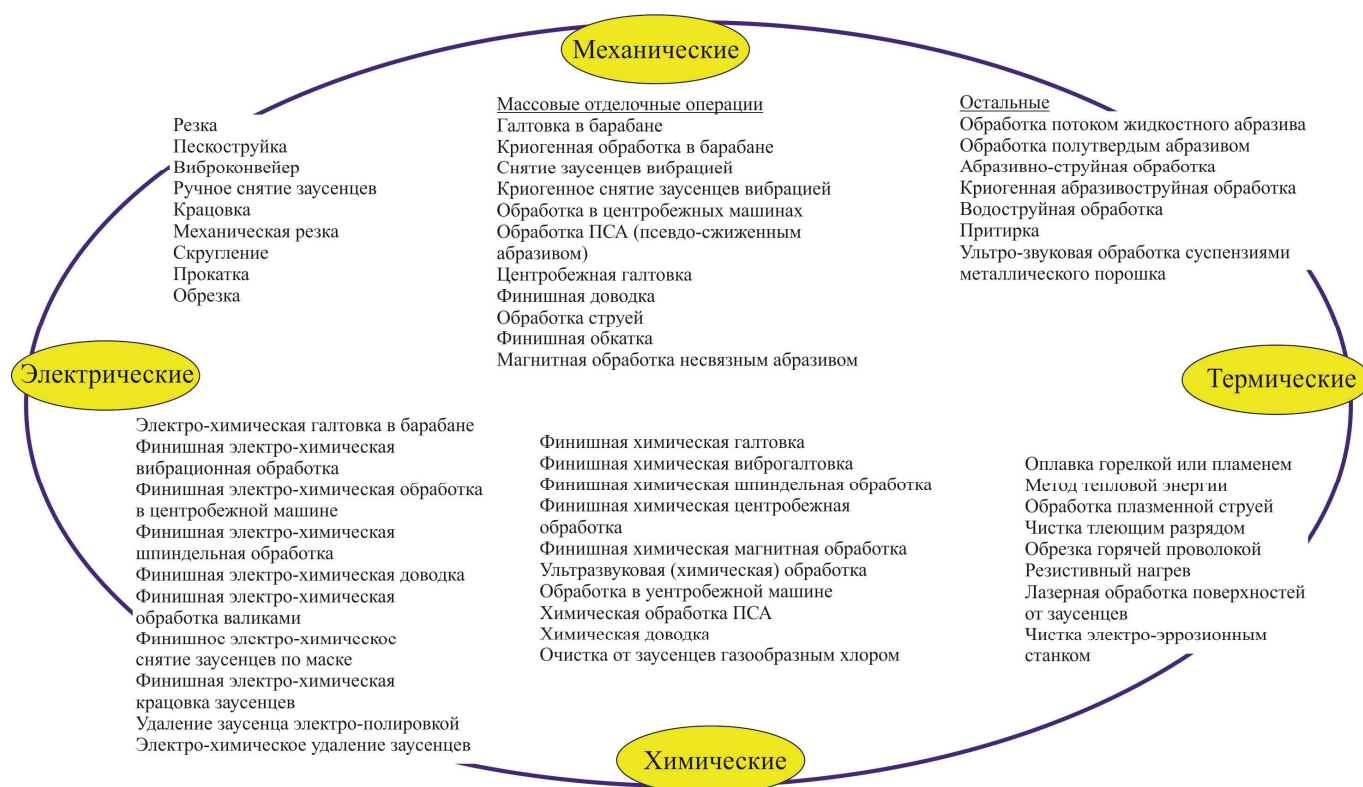 Механические
Резка
Пескоструйка
Виброконвейер
Ручное снятие заусенцев
Крацовка
Механическая резка
Скругление
Прокатка
Обрезка
Массовые отделочные операции
Галтовка в барабане
Криогенная обработка в барабане
Снятие заусенцев вибрацией
Криогенное снятие заусенцев вибрацией
Обработка в центробежных машинах
Обработка ПСА (псевдо-сжиженным
абразивом)
Центробежная галтовка
Финишная доводка
Обработка струей
Финишная обкатка
Магнитная обработка несвязным абразивом
Остальные
Обработка потоком жидкостного абразива
Обработка полутвердым абразивом
Абразивно-струйная обработка
Криогенная абразивоструйная обработка
Водоструйная обработка
Притирка
Ультро-звуковая обработка суспензиями
металлического порошка
Электрические
Термические
Электро-химическая галтовка в барабане
Финишная электро-химическая
вибрационная обработка
Финишная электро-химическая обработка
в центробежной машине
Финишная электро-химическая
шпиндельная обработка
Финишная электро-химическая доводка
Финишная электро-химическая
обработка валиками
Финишное электро-химическое
снятие заусенцев по маске
Финишная электро-химическая
крацовка заусенцев
Удаление заусенца электро-полировкой
Электро-химическое удаление заусенцев
Финишная химическая галтовка
Финишная химическая виброгалтовка
Финишная химическая шпиндельная обработка
Финишная химическая центробежная
обработка
Финишная химическая магнитная обработка
Ультразвуковая (химическая) обработка
Обработка в уентробежной машине
Химическая обработка ПСА
Химическая доводка
Очистка от заусенцев газообразным хлором
Оплавка горелкой или пламенем
Метод тепловой энергии
Обработка плазменной струей
Чистка тлеющим разрядом
Обрезка горячей проволокой
Резистивный нагрев
Лазерная обработка поверхностей
от заусенцев
Чистка электро-эррозионным
станком
Химические